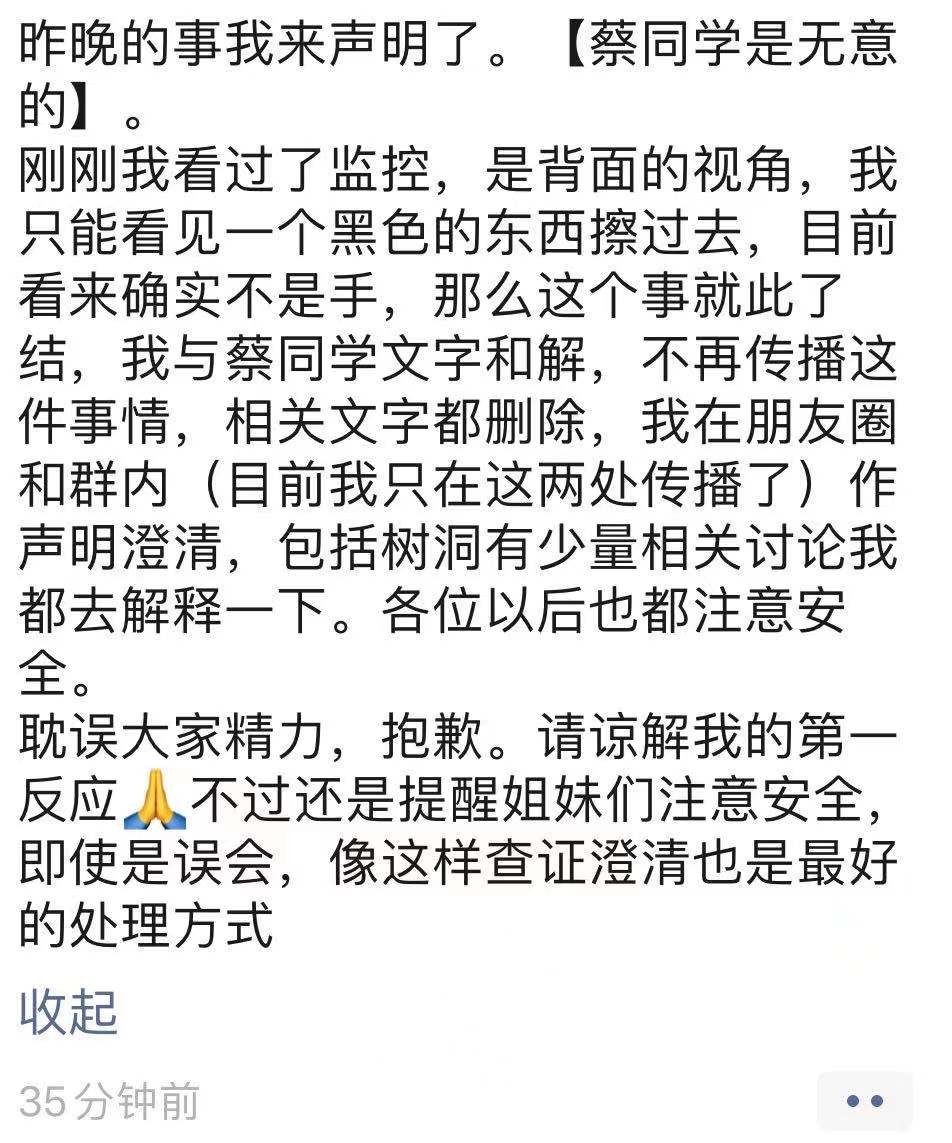 昨晚的事我来声明了。【蔡同学是无意
的】。
刚刚我看过了监控，是背面的视角，我
只能看见一个黑色的东西擦过去，目前
看来确实不是手，那么这个事就此了
结，我与蔡同学文字和解，不再传播这
件事情，相关文字都删除，我在朋友圈
和群内（目前我只在这两处传播了）作
声明澄清，包括树洞有少量相关讨论我
都去解释一下。各位以后也都注意安
全。
耽误大家精力，抱歉。请谅解我的第一
反应🙏不过还是提醒姐妹们注意安全，
即使是误会，像这样查证澄清也是最好
的处理方式
收起
35分钟前